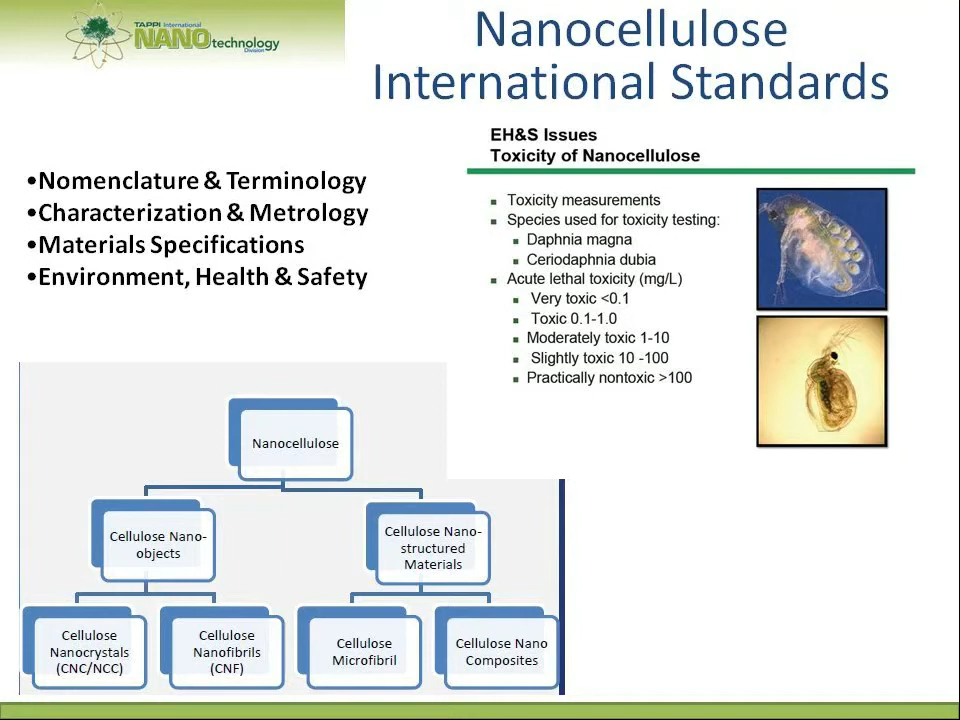 TAPPI International
NANOtechnology
Division
Nanocellulose
International Standards
•Nomenclature & Terminology
•Characterization & Metrology
•Materials Specifications
•Environment, Health & Safety
EH&S Issues
Toxicity of Nanocellulose
▪ Toxicity measurements
▪ Species used for toxicity testing:
▪ Daphnia magna
▪ Ceriodaphnia dubia
▪ Acute lethal toxicity (mg/L)
▪ Very toxic <0.1
▪ Toxic 0.1-1.0
▪ Moderately toxic 1-10
▪ Slightly toxic 10 -100
▪ Practically nontoxic >100
Nanocellulose
Cellulose Nano-
objects
Cellulose Nano-
structured
Materials
Cellulose
Nanocrystals
(CNC/NCC)
Cellulose
Nanofibrils
(CNF)
Cellulose
Microfibril
Cellulose Nano
Composites